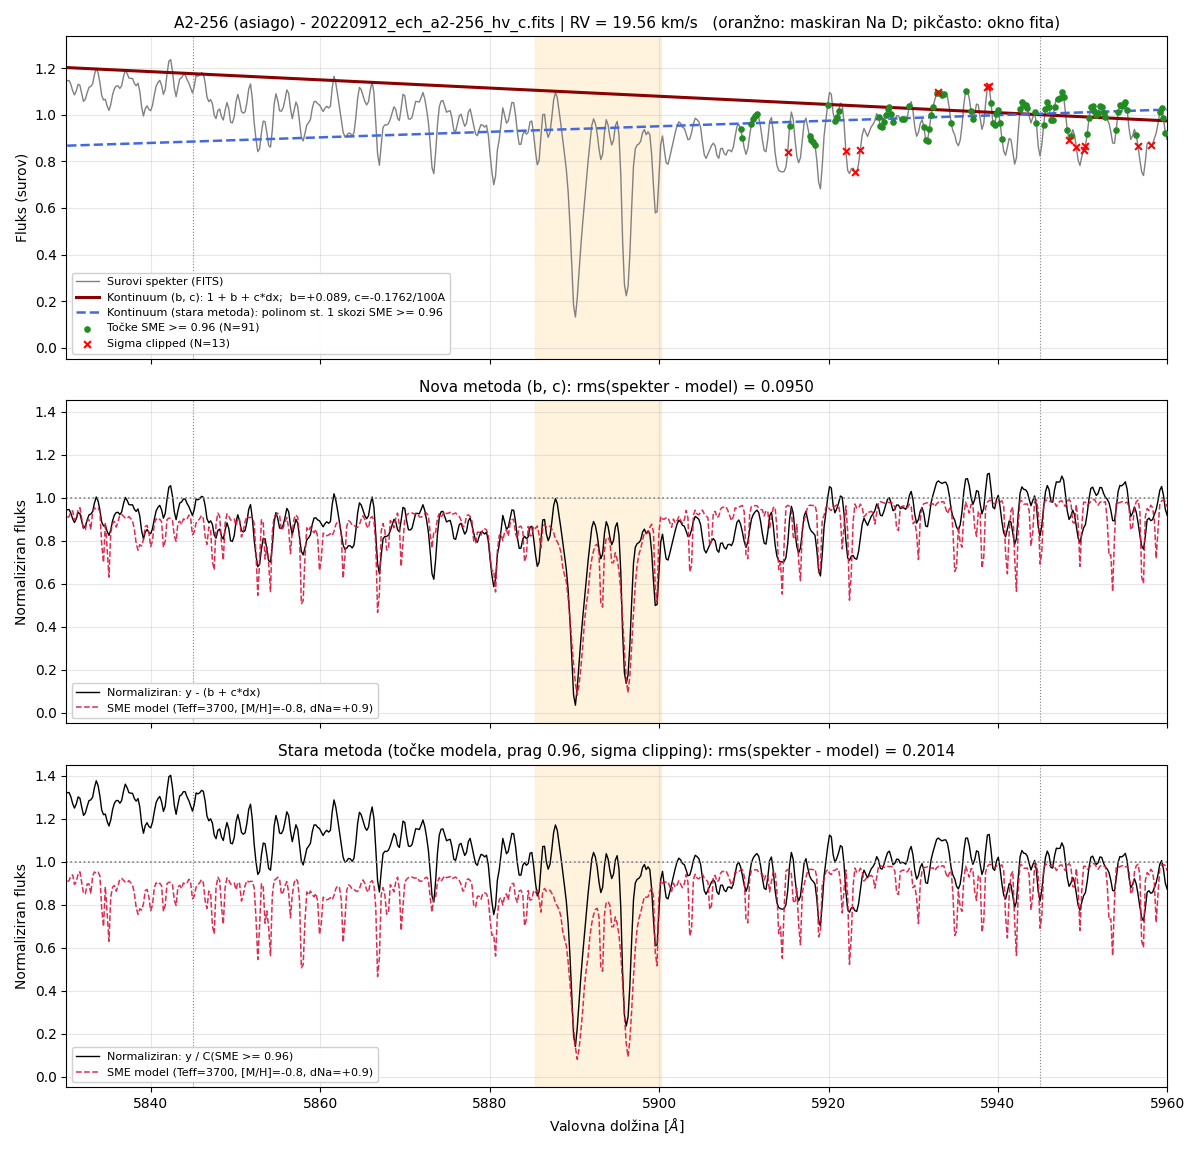 A2-256 (asiago) - 20220912_ech_a2-256_hv_c.fits | RV = 19.56 km/s   (oranžno: maskiran Na D; pikčasto: okno fita)
1.2
1.0
0.8
0.6
0.4
0.2
0.0
Fluks (surov)
Surovi spekter (FITS)
Kontinuum (b, c): 1 + b + c*dx;  b=+0.089, c=-0.1762/100A
Kontinuum (stara metoda): polinom st. 1 skozi SME >= 0.96
Točke SME >= 0.96 (N=91)
Sigma clipped (N=13)
Nova metoda (b, c): rms(spekter - model) = 0.0950
1.4
1.2
1.0
0.8
0.6
0.4
0.2
0.0
Normaliziran fluks
Normaliziran: y - (b + c*dx)
SME model (Teff=3700, [M/H]=-0.8, dNa=+0.9)
Stara metoda (točke modela, prag 0.96, sigma clipping): rms(spekter - model) = 0.2014
1.4
1.2
1.0
0.8
0.6
0.4
0.2
0.0
Normaliziran fluks
Normaliziran: y / C(SME >= 0.96)
SME model (Teff=3700, [M/H]=-0.8, dNa=+0.9)
5840 5860 5880 5900 5920 5940 5960
Valovna dolžina [Å]